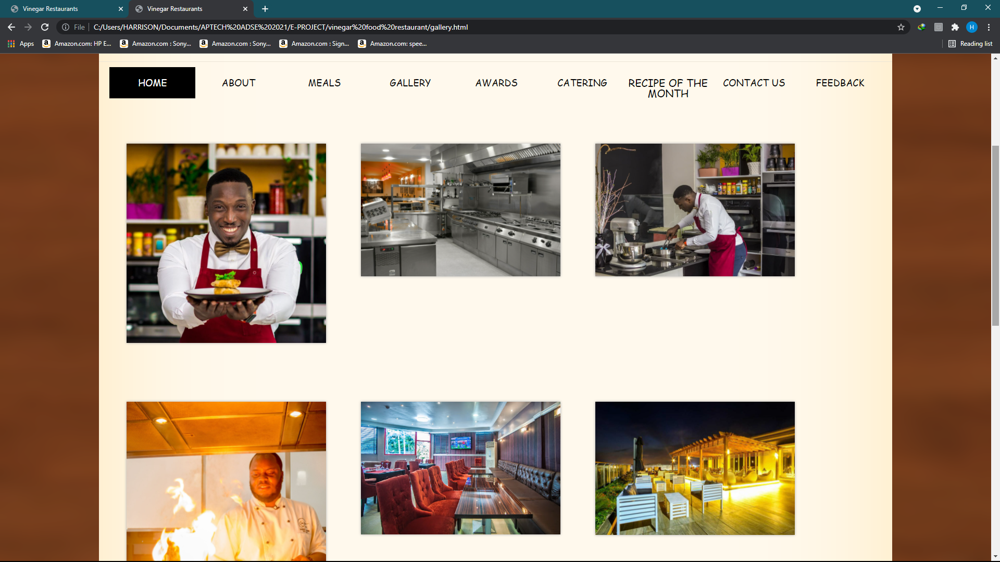 Vinegar Restaurants
Vinegar Restaurants
File
C:/Users/HARRISON/Documents/APTECH%20ADSE%202021/E-PROJECT/vinegar%20food%20restaurant/gallery.html
H
Apps
Amazon.com: HP E...
Amazon.com : Sony...
Amazon.com : Sony...
Amazon.com : Sign...
Amazon.com: spee...
Reading list
HOME
ABOUT
MEALS
GALLERY
AWARDS
CATERING
RECIPE OF THE
MONTH
CONTACT US
FEEDBACK